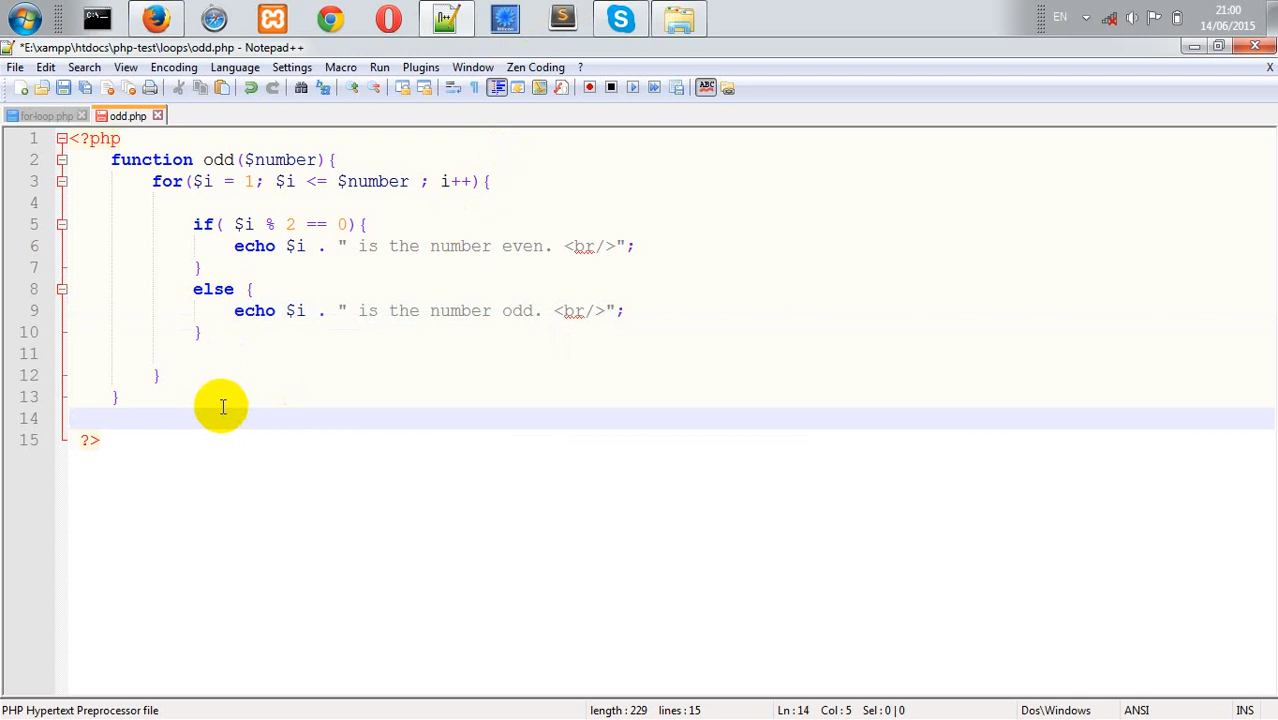 C:\.
21:00
EN
14/06/2015
*E:\xampp\htdocs\php-test\loops\odd.php - Notepad++
File Edit Search View Encoding Language Settings Macro Run Plugins Window Zen Coding ? X
for-loop.php odd.php
1 <?php
2 function odd($number){
3 for($i = 1; $i <= $number ; i++){
4
5 if( $i % 2 == 0){
6 echo $i . " is the number even. <br/>";
7 }
8 else {
9 echo $i . " is the number odd. <br/>";
10 }
11
12 }
13 }
14
15 ?>
PHP Hypertext Preprocessor file length : 229 lines : 15 Ln : 14 Col : 5 Sel : 0 | 0 Dos\Windows ANSI INS